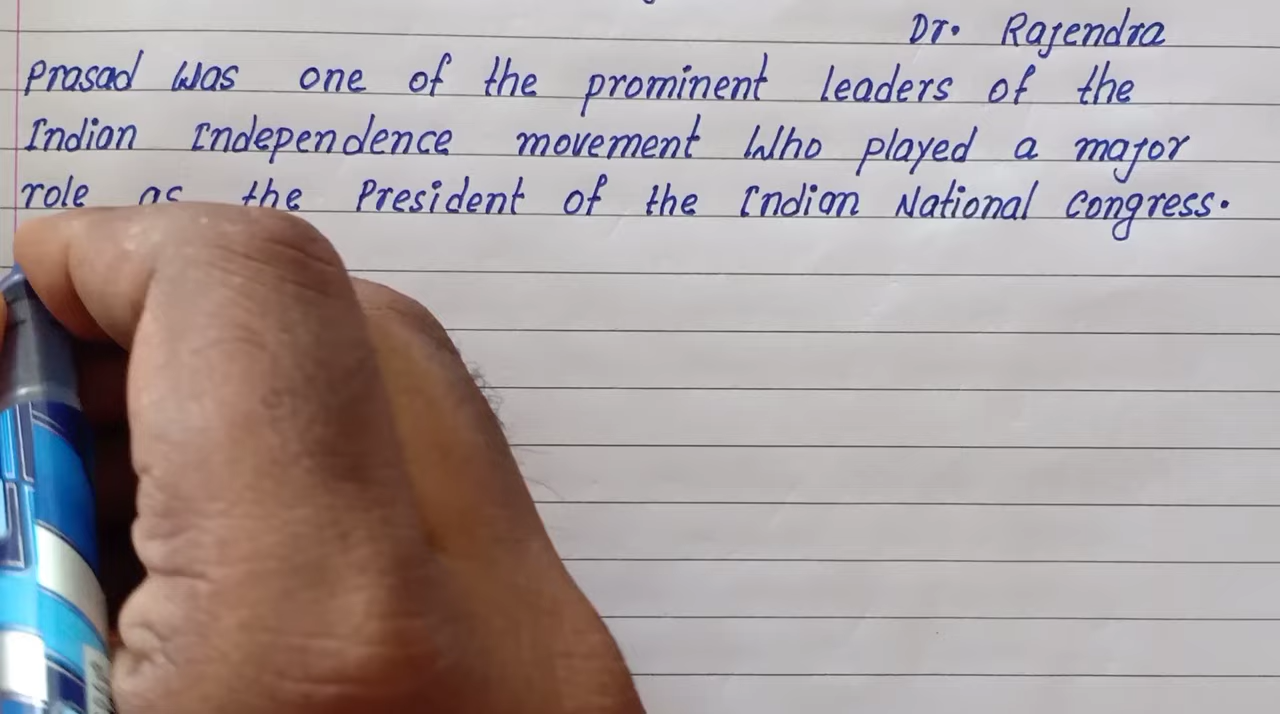 Dr. Rajendra
Prasad was one of the prominent leaders of the
Indian Independence movement Who played a major
role as the President of the Indian National Congress.